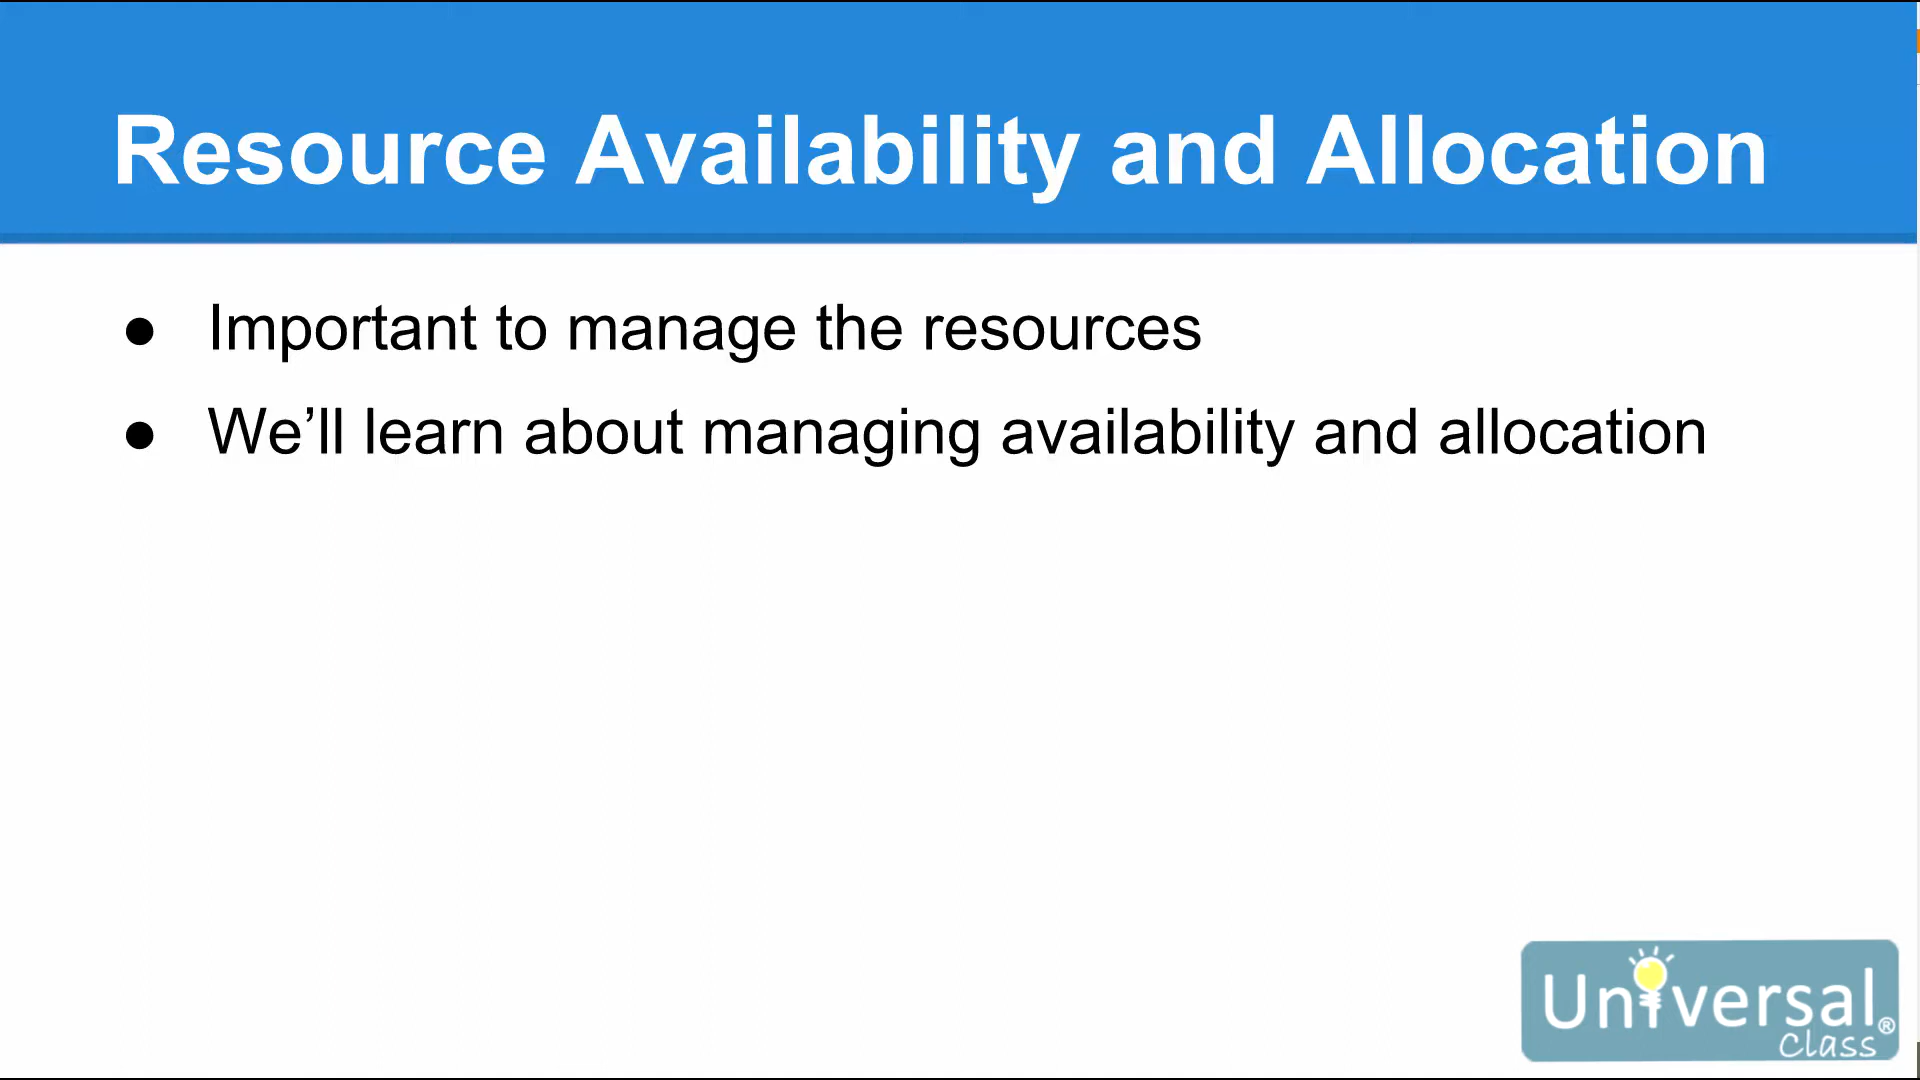 Resource Availability and Allocation
● Important to manage the resources
● We’ll learn about managing availability and allocation
Universal®
Class